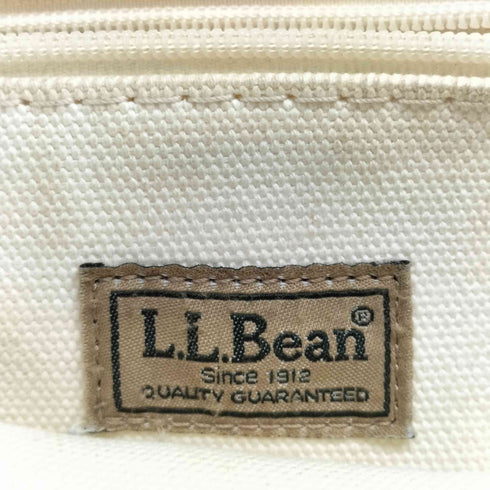 L.L.Bean®
Since 1912
QUALITY GUARANTEED